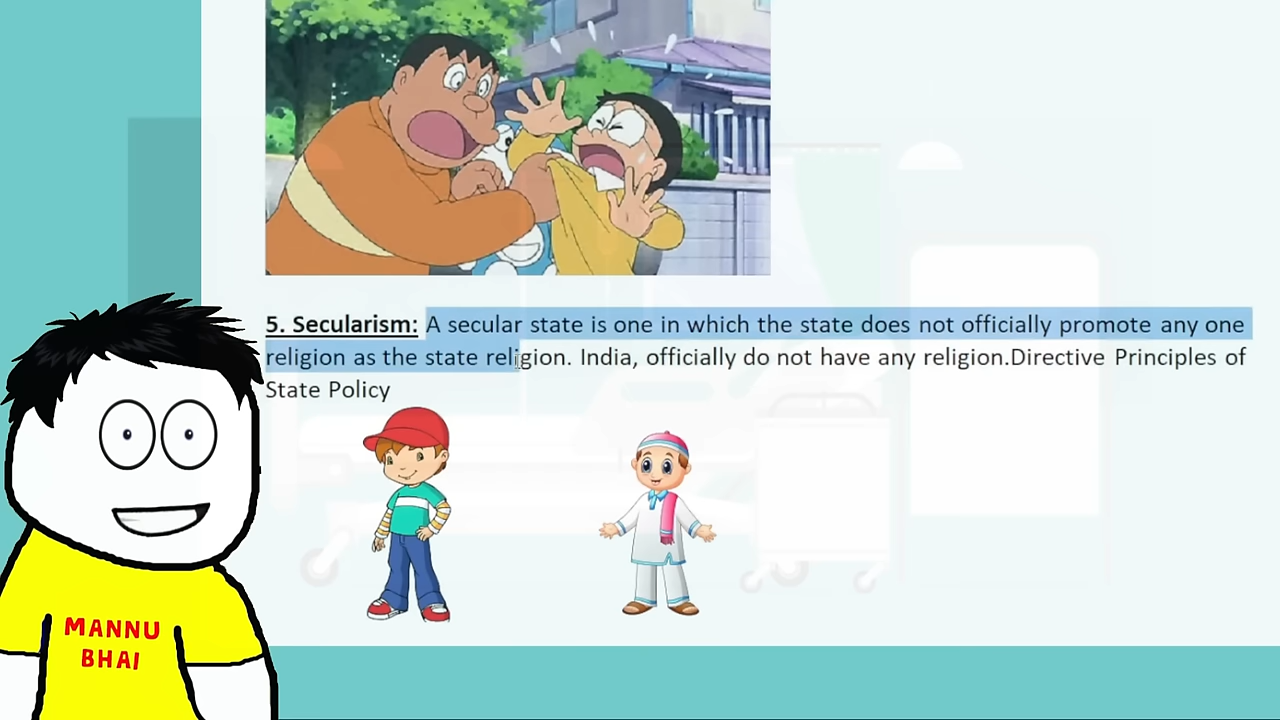 5. Secularism: A secular state is one in which the state does not officially promote any one
religion as the state religion. India, officially do not have any religion.Directive Principles of
State Policy
MANNU
BHAI